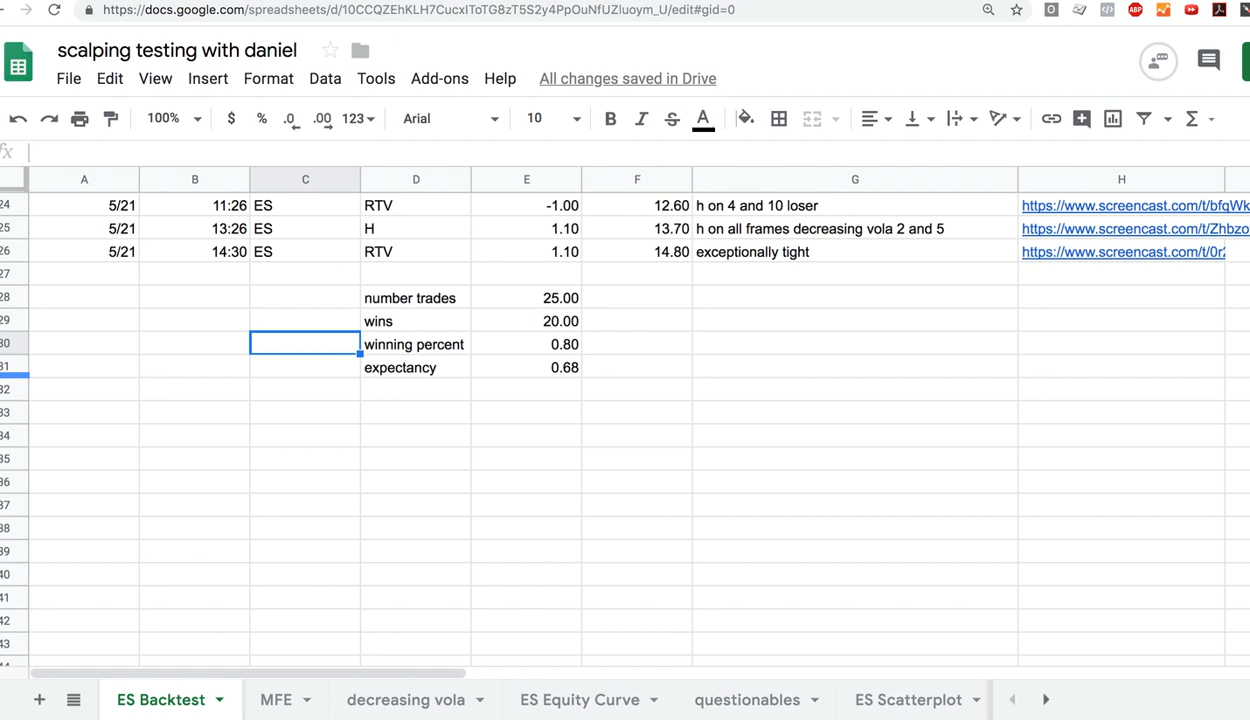 https://docs.google.com/spreadsheets/d/10CCQZEhKLH7CucxIToTG8zT5S2y4PpOuNfUZluoym_U/edit#gid=0
scalping testing with daniel
File Edit View Insert Format Data Tools Add-ons Help All changes saved in Drive
100% $ % .0 .00 123 Arial 10 B I S A
fx
A B C D E F G H
24 5/21 11:26 ES RTV -1.00 12.60 h on 4 and 10 loser https://www.screencast.com/t/bfqWk
25 5/21 13:26 ES H 1.10 13.70 h on all frames decreasing vola 2 and 5 https://www.screencast.com/t/Zhbzo
26 5/21 14:30 ES RTV 1.10 14.80 exceptionally tight https://www.screencast.com/t/0r2
27
28 number trades 25.00
29 wins 20.00
30 winning percent 0.80
31 expectancy 0.68
32
33
34
35
36
37
38
39
40
41
42
43
ES Backtest MFE decreasing vola ES Equity Curve questionables ES Scatterplot